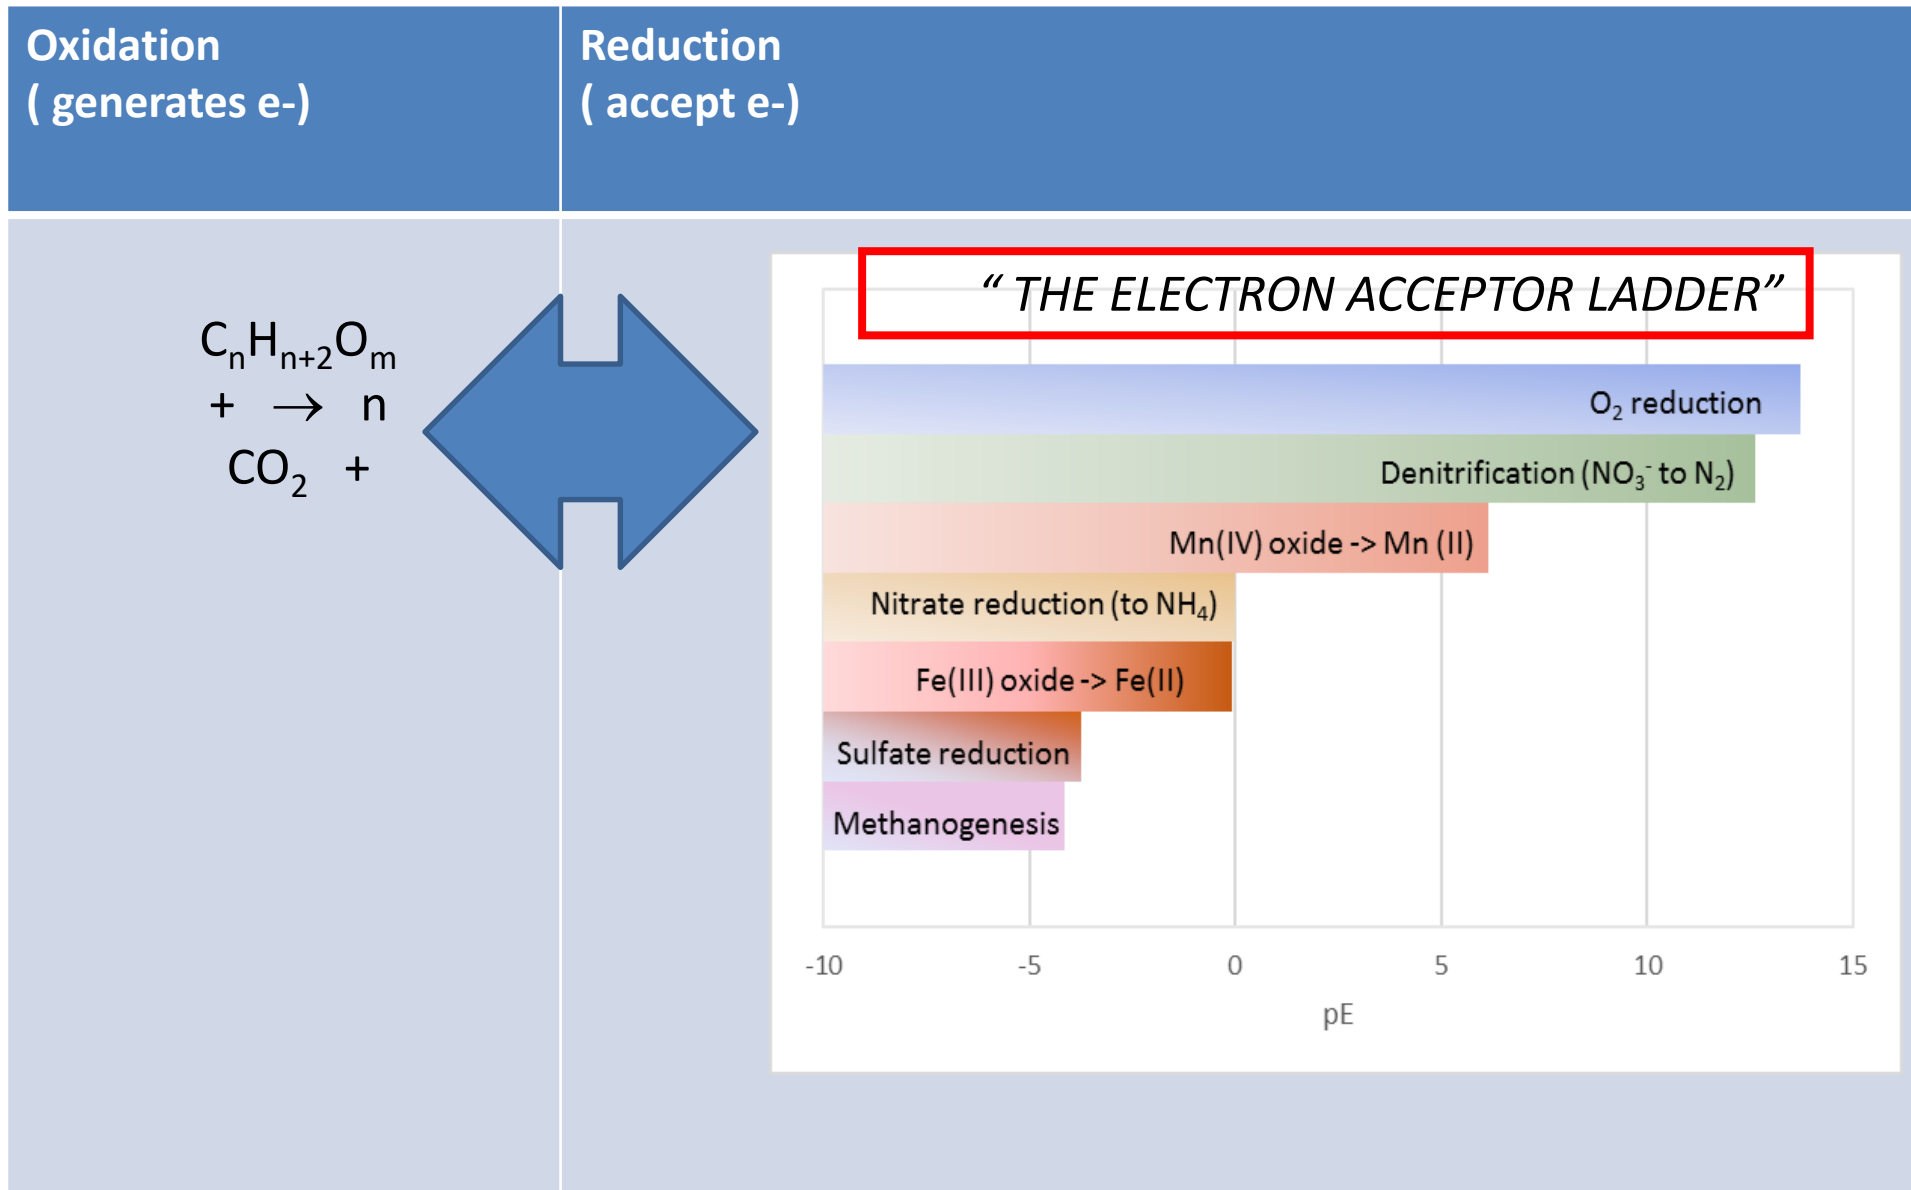 Oxidation
( generates e-)
Reduction
( accept e-)
CₙHₙ₊₂Oₘ
+ → n
CO₂ +
“ THE ELECTRON ACCEPTOR LADDER”
O₂ reduction
Denitrification (NO₃⁻ to N₂)
Mn(IV) oxide -> Mn (II)
Nitrate reduction (to NH₄)
Fe(III) oxide -> Fe(II)
Sulfate reduction
Methanogenesis
-10 -5 0 5 10 15
pE